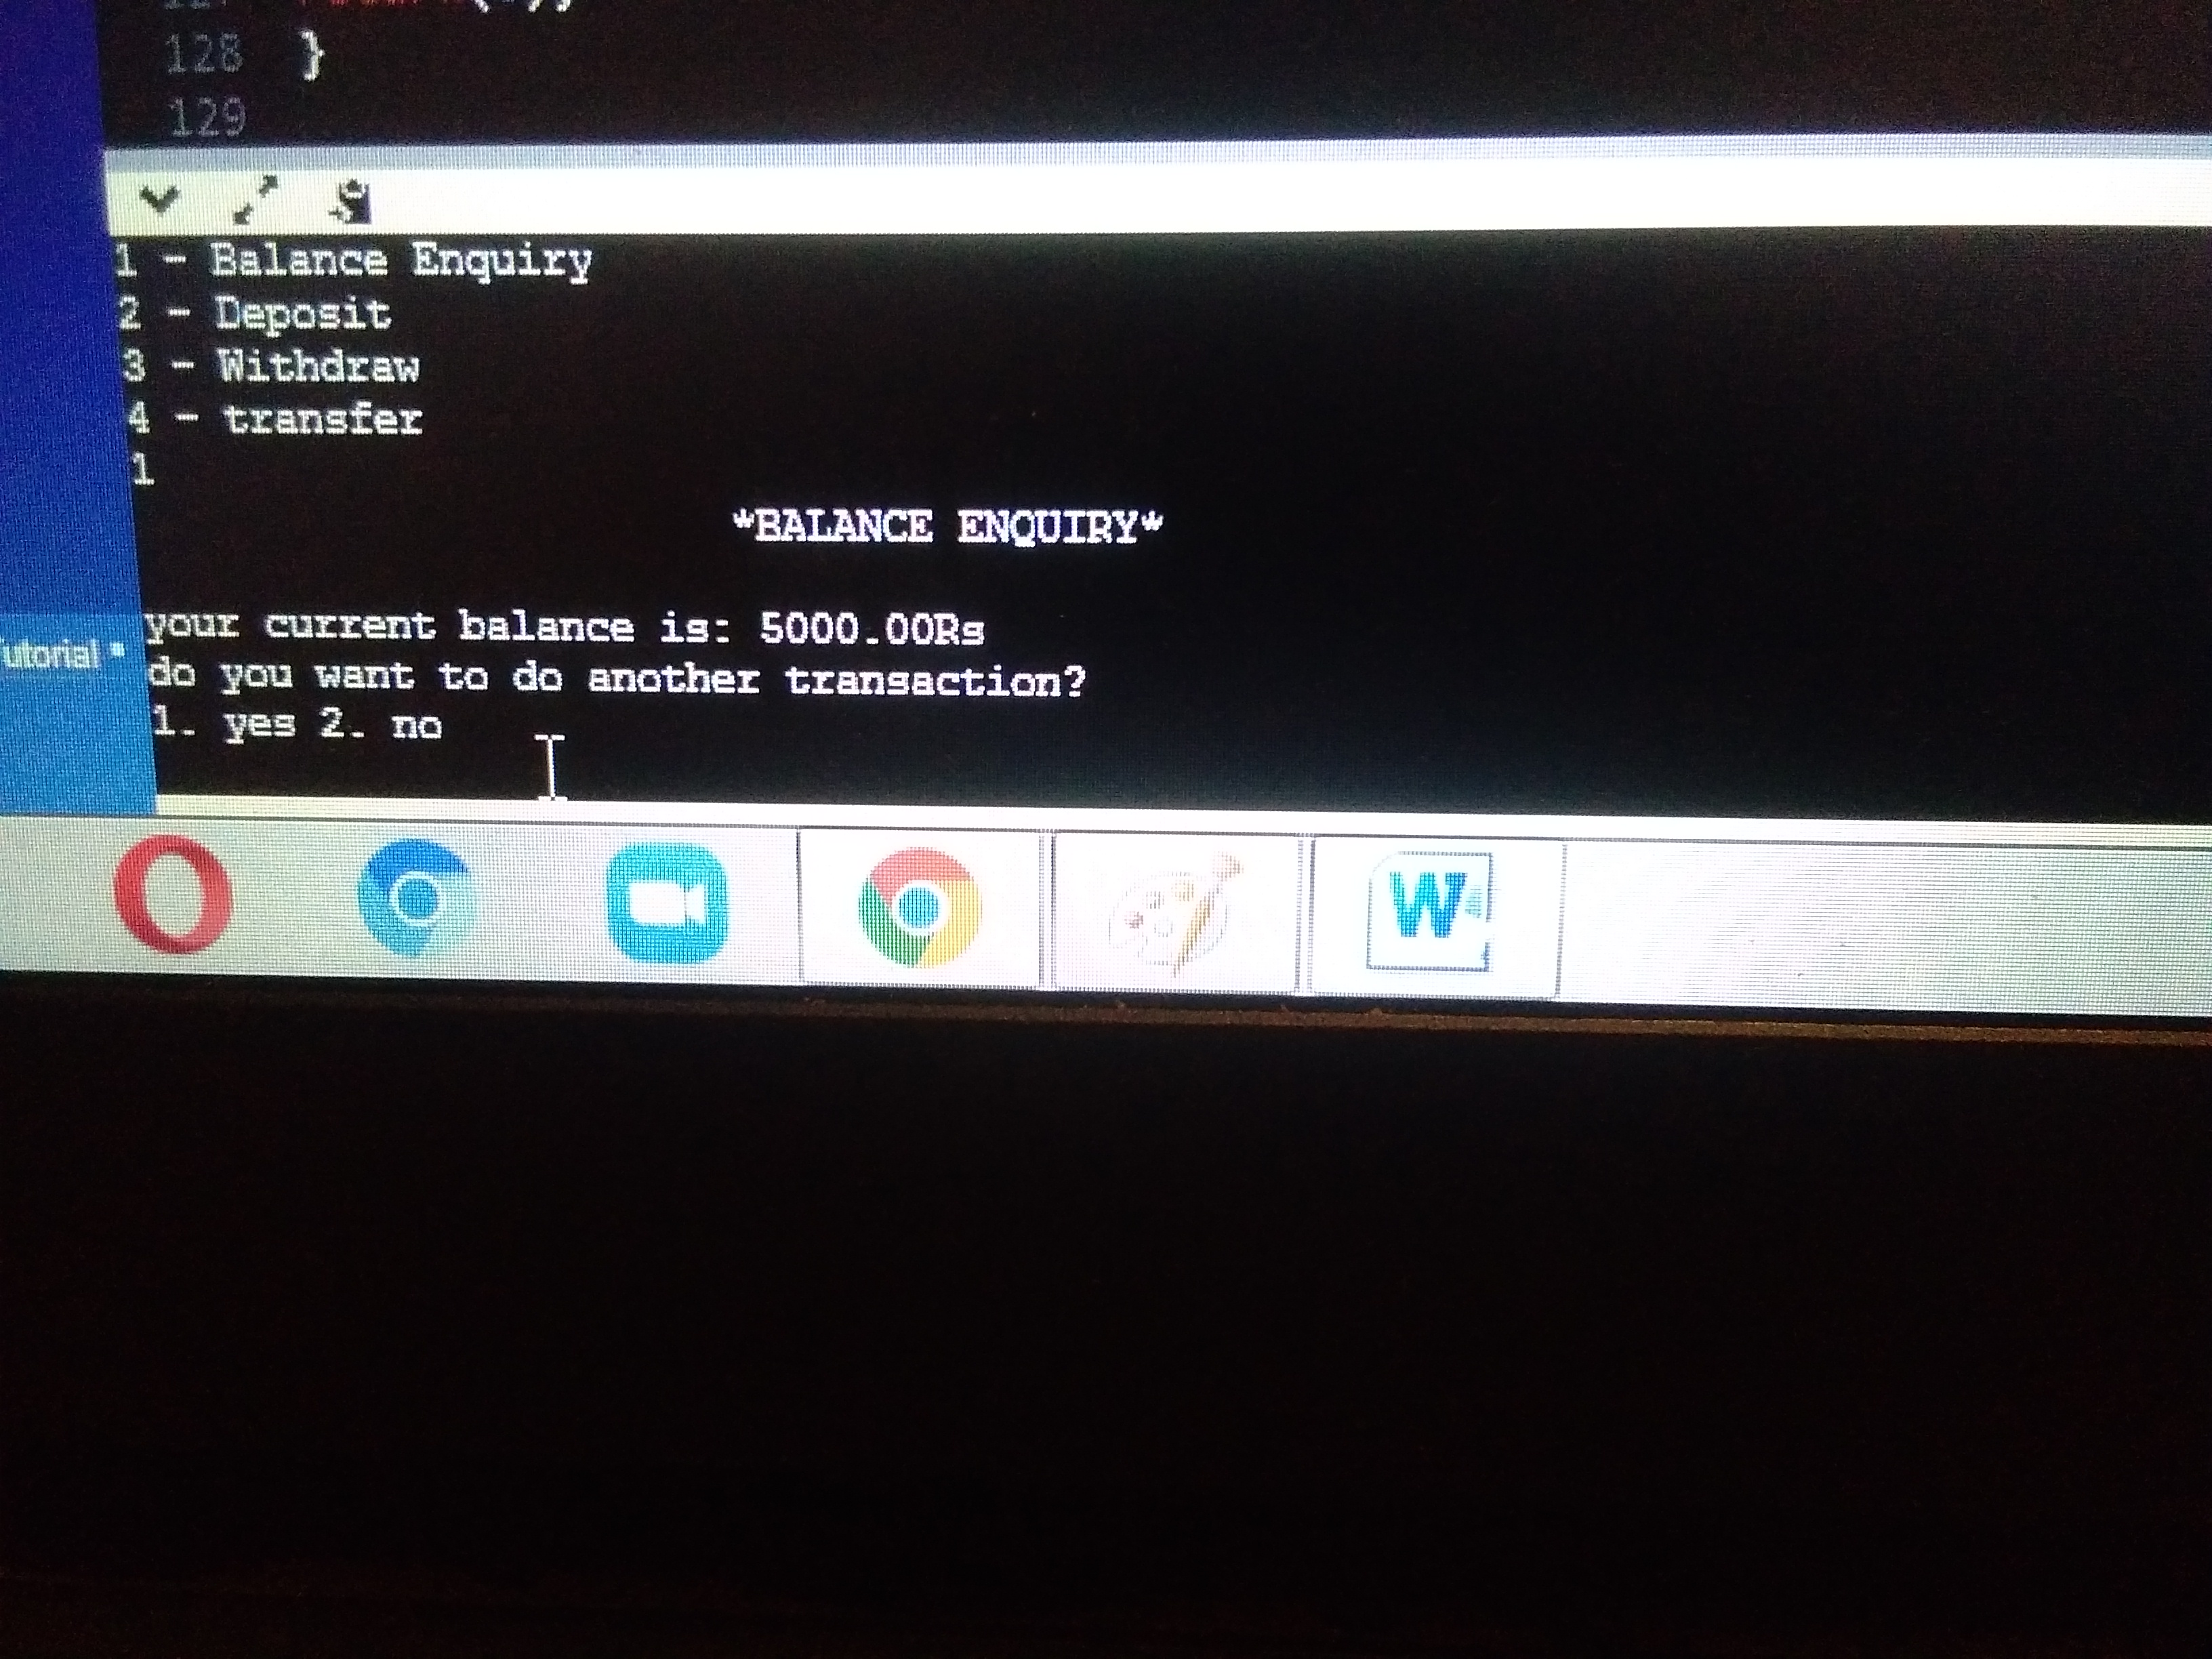 128 }
129
1 - Balance Enquiry
2 - Deposit
3 - Withdraw
4 - transfer
1
*BALANCE ENQUIRY*
your current balance is: 5000.00Rs
do you want to do another transaction?
1. yes 2. no
utorial
W